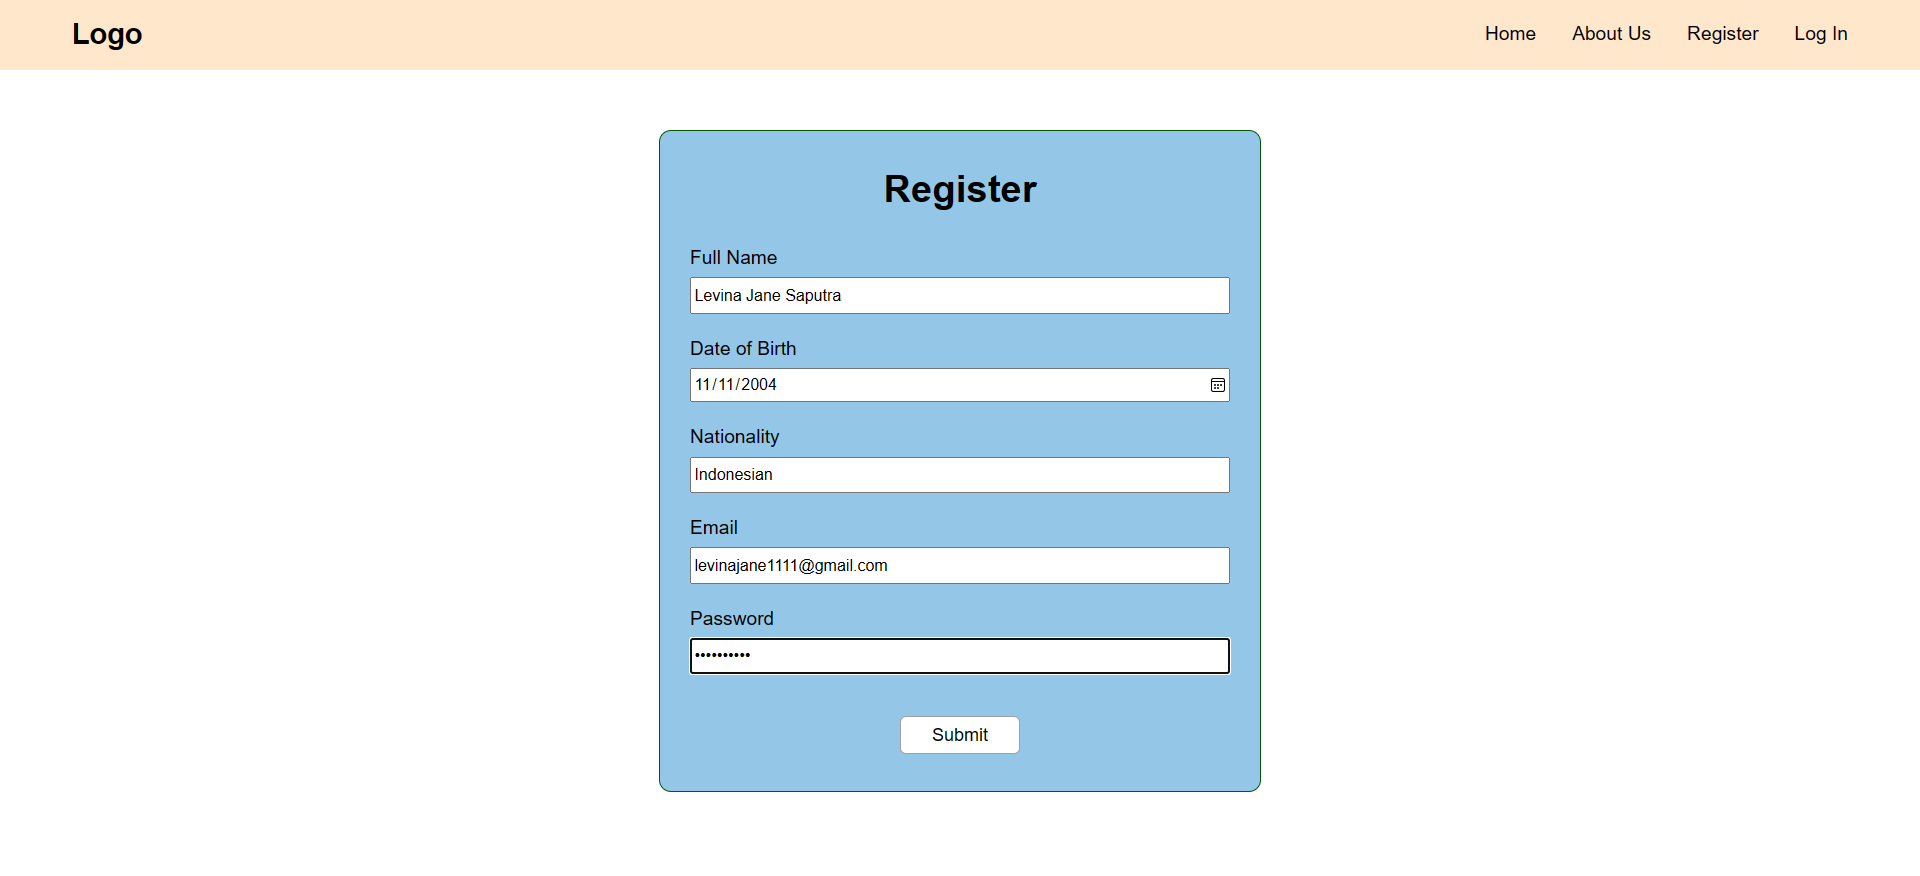 Logo Home About Us Register Log In
Register
Full Name
Levina Jane Saputra
Date of Birth
11/11/2004
Nationality
Indonesian
Email
levinajane1111@gmail.com
Password
••••••••••
Submit